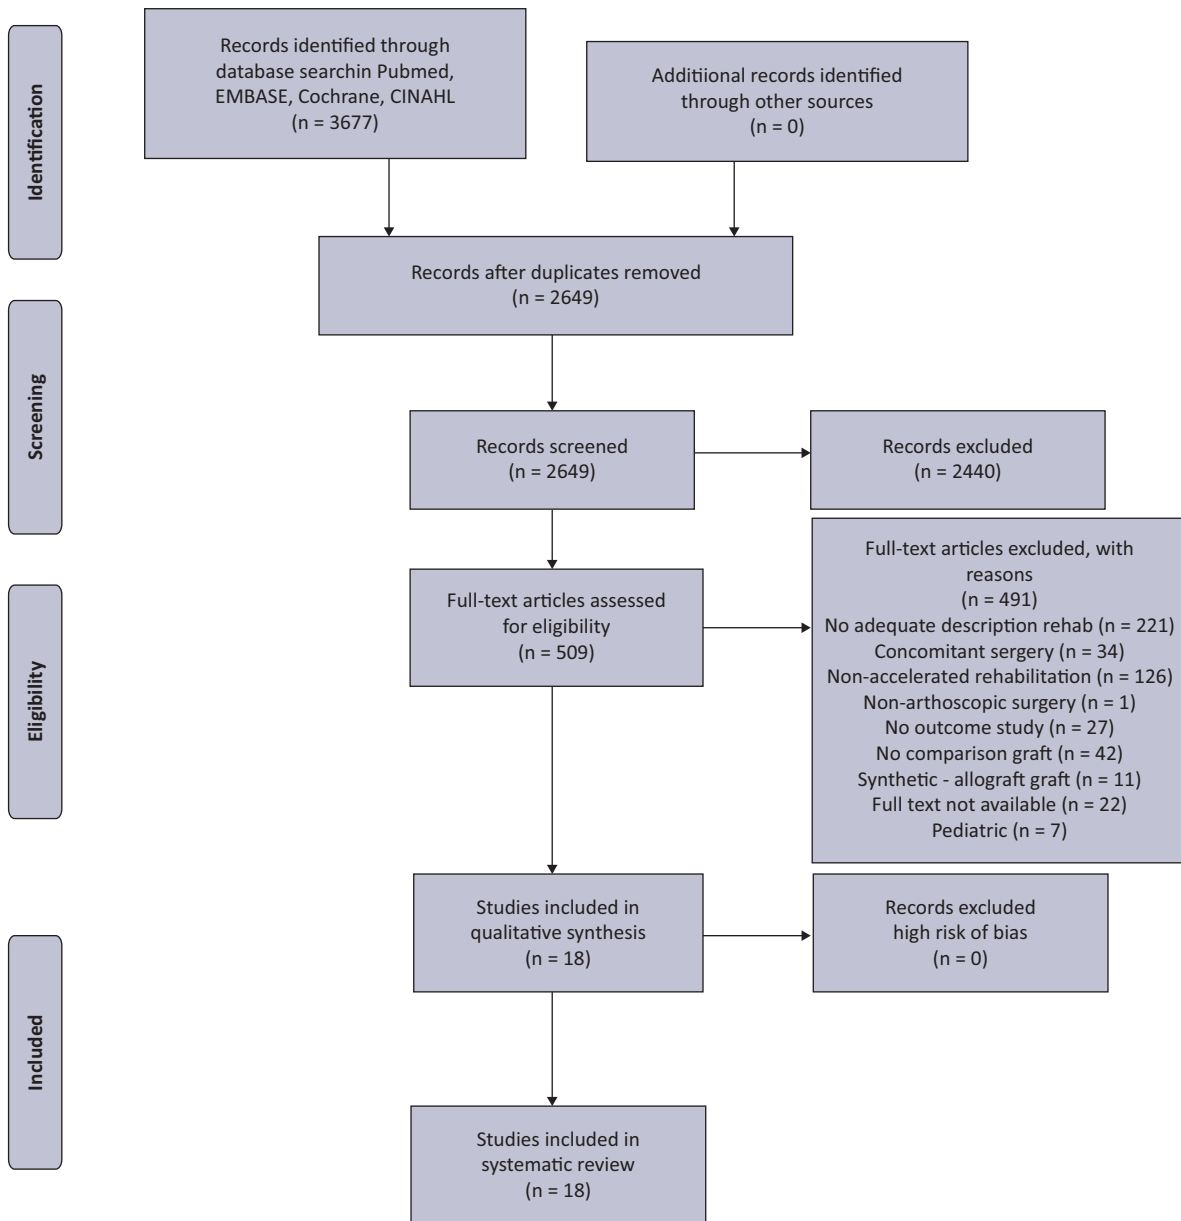 Identification
Records identified through
database searchin Pubmed,
EMBASE, Cochrane, CINAHL
(n = 3677)
Additiional records identified
through other sources
(n = 0)
Records after duplicates removed
(n = 2649)
Screening
Records screened
(n = 2649)
Records excluded
(n = 2440)
Eligibility
Full-text articles assessed
for eligibility
(n = 509)
Full-text articles excluded, with
reasons
(n = 491)
No adequate description rehab (n = 221)
Concomitant sergery (n = 34)
Non-accelerated rehabilitation (n = 126)
Non-arthoscopic surgery (n = 1)
No outcome study (n = 27)
No comparison graft (n = 42)
Synthetic - allograft graft (n = 11)
Full text not available (n = 22)
Pediatric (n = 7)
Included
Studies included in
qualitative synthesis
(n = 18)
Records excluded
high risk of bias
(n = 0)
Studies included in
systematic review
(n = 18)